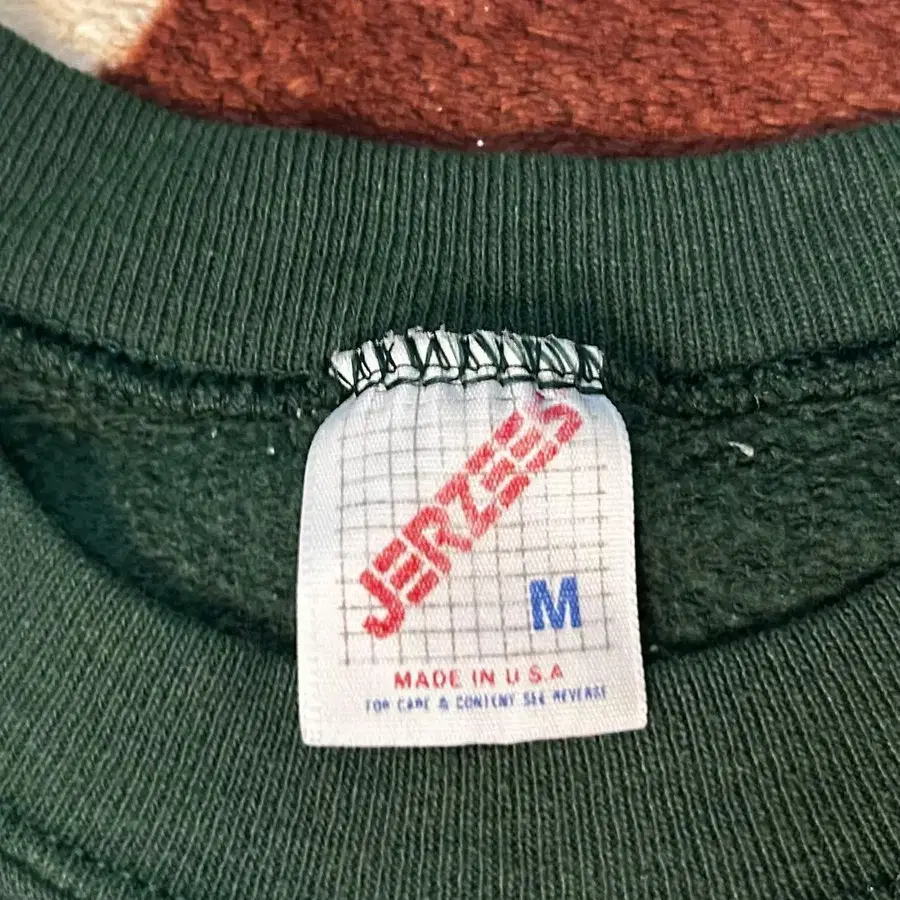 JERZEES
M
MADE IN U.S.A
FOR CARE & CONTENT SEE REVERSE